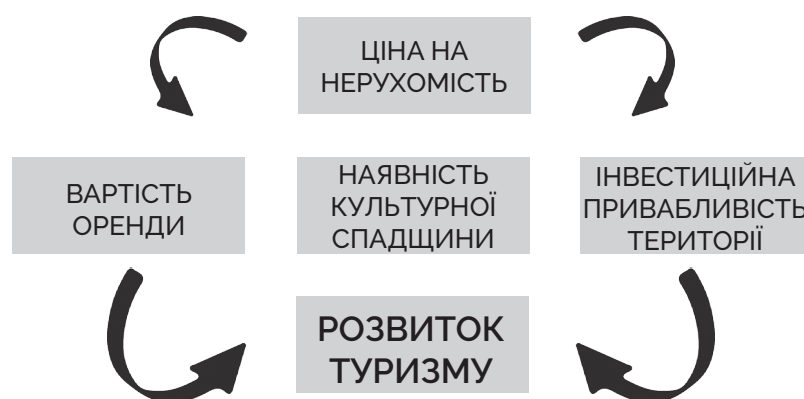 ЦІНА НА
НЕРУХОМІСТЬ
ВАРТІСТЬ
ОРЕНДИ
НАЯВНІСТЬ
КУЛЬТУРНОЇ
СПАДЩИНИ
ІНВЕСТИЦІЙНА
ПРИВАБЛИВІСТЬ
ТЕРИТОРІЇ
РОЗВИТОК
ТУРИЗМУ